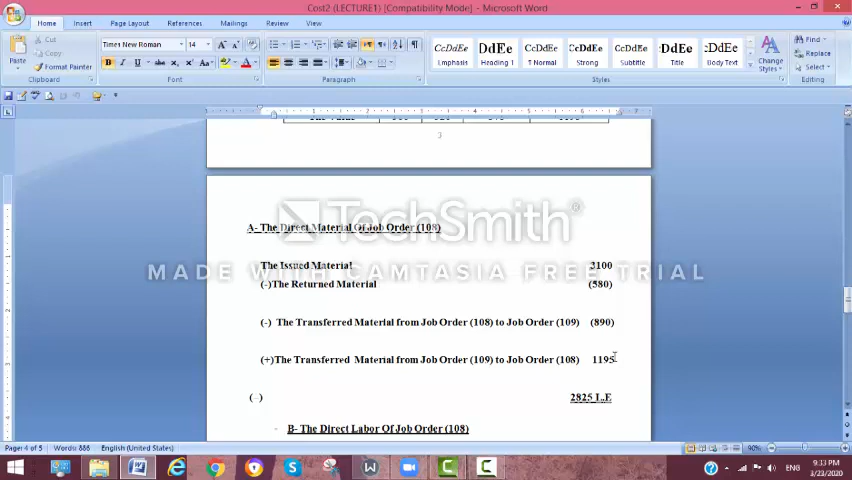 Cost2 (LECTURE1) [Compatibility Mode] - Microsoft Word
Home Insert Page Layout References Mailings Review View
Cut
Copy
Format Painter
Paste
Clipboard
Times New Roman 14
Font
Paragraph
AaBbCcDdEe
Emphasis Heading 1 ¶ Normal Strong Subtitle Title Body Text
Change Styles
Styles
Find
Replace
Select
Editing
3
TechSmith
MADE WITH CAMTASIA FREE TRIAL
A- The Direct Material Of Job Order (108)
The Issued Material 3100
(-)The Returned Material (580)
(-) The Transferred Material from Job Order (108) to Job Order (109) (890)
(+)The Transferred Material from Job Order (109) to Job Order (108) 1195
(=) 2825 L.E
B- The Direct Labor Of Job Order (108)
Page: 4 of 5 Words: 886 English (United States) 90%
ENG 9:33 PM
3/23/2020